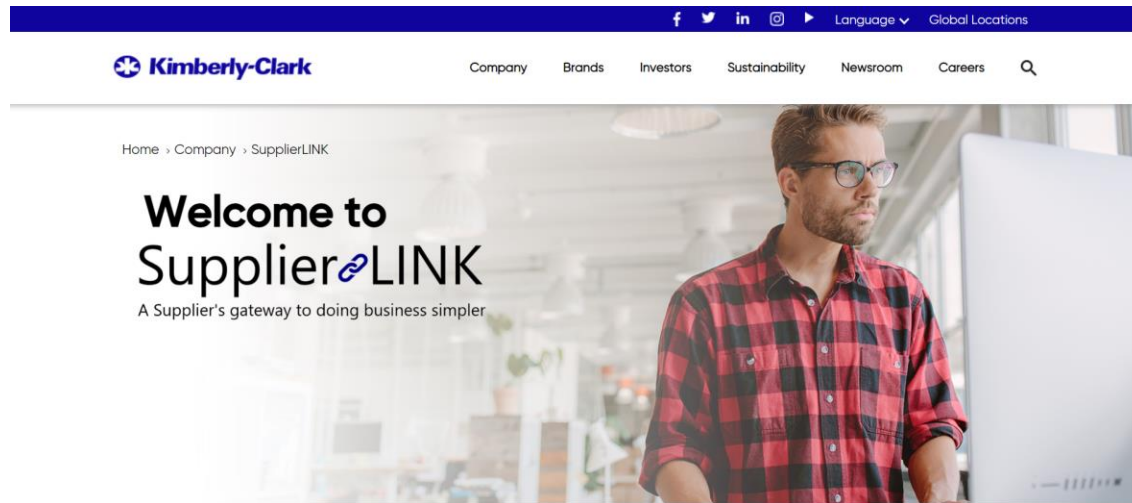 Language
Global Locations
Kimberly-Clark
Company
Brands
Investors
Sustainability
Newsroom
Careers
Home › Company › SupplierLINK
Welcome to
SupplierLINK
A Supplier's gateway to doing business simpler